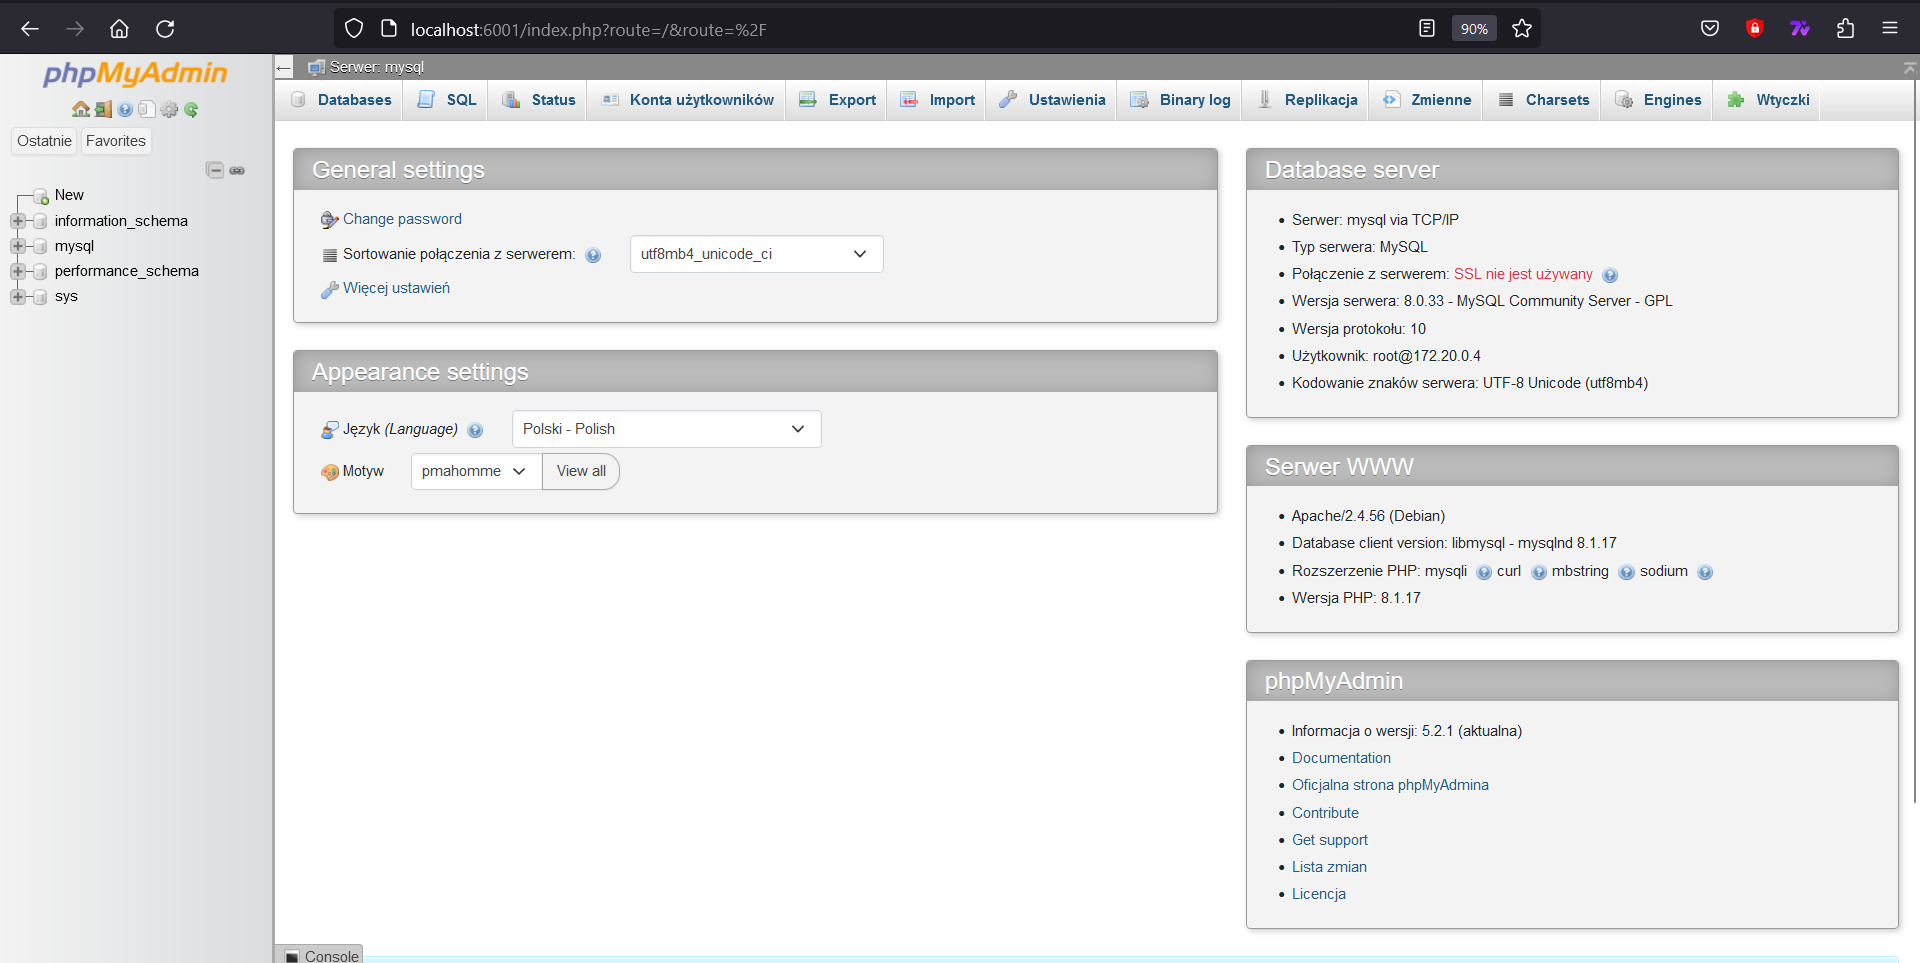 localhost:6001/index.php?route=/&route=%2F
90%
phpMyAdmin
Ostatnie
Favorites
New
information_schema
mysql
performance_schema
sys
Serwer: mysql
Databases
SQL
Status
Konta użytkowników
Export
Import
Ustawienia
Binary log
Replikacja
Zmienne
Charsets
Engines
Wtyczki
General settings
Change password
Sortowanie połączenia z serwerem:
utf8mb4_unicode_ci
Więcej ustawień
Appearance settings
Język (Language)
Polski - Polish
Motyw
pmahomme
View all
Database server
Serwer: mysql via TCP/IP
Typ serwera: MySQL
Połączenie z serwerem: SSL nie jest używany
Wersja serwera: 8.0.33 - MySQL Community Server - GPL
Wersja protokołu: 10
Użytkownik: root@172.20.0.4
Kodowanie znaków serwera: UTF-8 Unicode (utf8mb4)
Serwer WWW
Apache/2.4.56 (Debian)
Database client version: libmysql - mysqlnd 8.1.17
Rozszerzenie PHP: mysqli curl mbstring sodium
Wersja PHP: 8.1.17
phpMyAdmin
Informacja o wersji: 5.2.1 (aktualna)
Documentation
Oficjalna strona phpMyAdmina
Contribute
Get support
Lista zmian
Licencja
Console